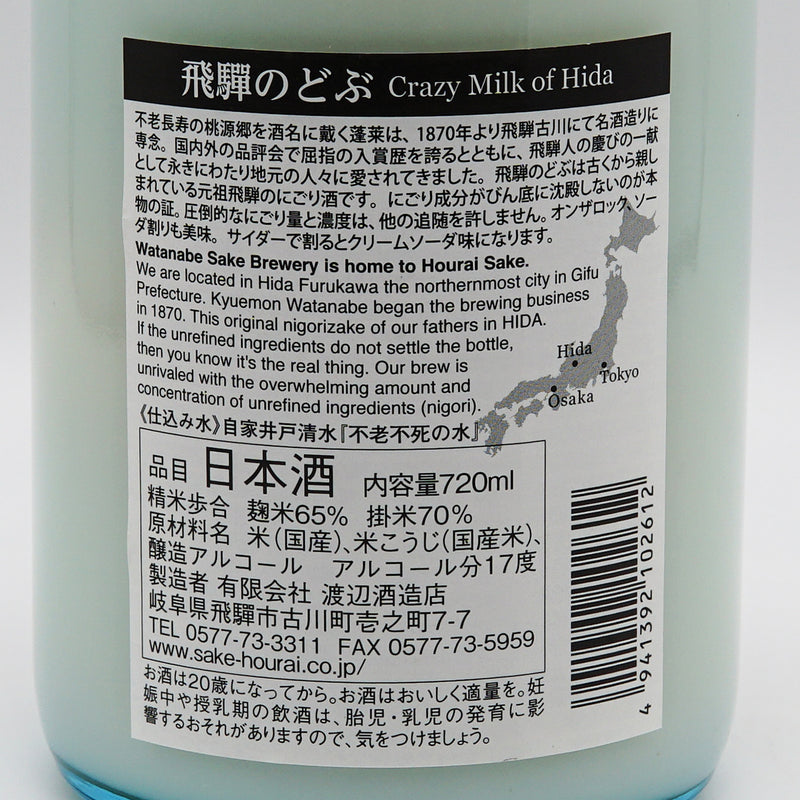 飛騨のどぶ Crazy Milk of Hida
不老長寿の桃源郷を酒名に戴く蓬莱は、1870年より飛騨古川にて名酒造りに
専念。国内外の品評会で屈指の入賞歴を誇るとともに、飛騨人の慶びの一献
として永きにわたり地元の人々に愛されてきました。飛騨のどぶは古くから親し
まれている元祖飛騨のにごり酒です。にごり成分がびん底に沈殿しないのが本
物の証。圧倒的なにごり量と濃度は、他の追随を許しません。オンザロック、ソー
ダ割りも美味。サイダーで割るとクリームソーダ味になります。
Watanabe Sake Brewery is home to Hourai Sake.
We are located in Hida Furukawa the northernmost city in Gifu
Prefecture. Kyuemon Watanabe began the brewing business
in 1870. This original nigorizake of our fathers in HIDA.
If the unrefined ingredients do not settle the bottle,
then you know it's the real thing. Our brew is
unrivaled with the overwhelming amount and
concentration of unrefined ingredients (nigori).
Hida
Tokyo
Osaka
《仕込み水》自家井戸清水『不老不死の水』
品目 日本酒 内容量720ml
精米歩合 麹米65% 掛米70%
原材料名 米(国産)、米こうじ(国産米)、
醸造アルコール アルコール分17度
製造者 有限会社 渡辺酒造店
岐阜県飛騨市古川町壱之町7-7
TEL 0577-73-3311 FAX 0577-73-5959
www.sake-hourai.co.jp/
お酒は20歳になってから。お酒はおいしく適量を。妊
娠中や授乳期の飲酒は、胎児・乳児の発育に影
響するおそれがありますので、気をつけましょう。
4 941392 102612